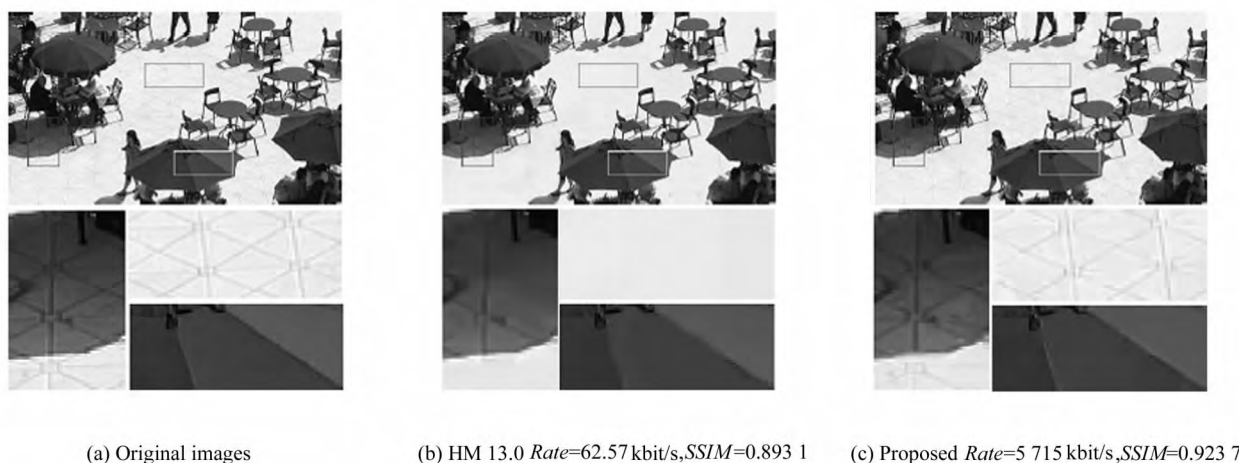 (a) Original images
(b) HM 13.0 Rate=62.57 kbit/s,SSIM=0.893 1
(c) Proposed Rate=5 715 kbit/s,SSIM=0.923 7